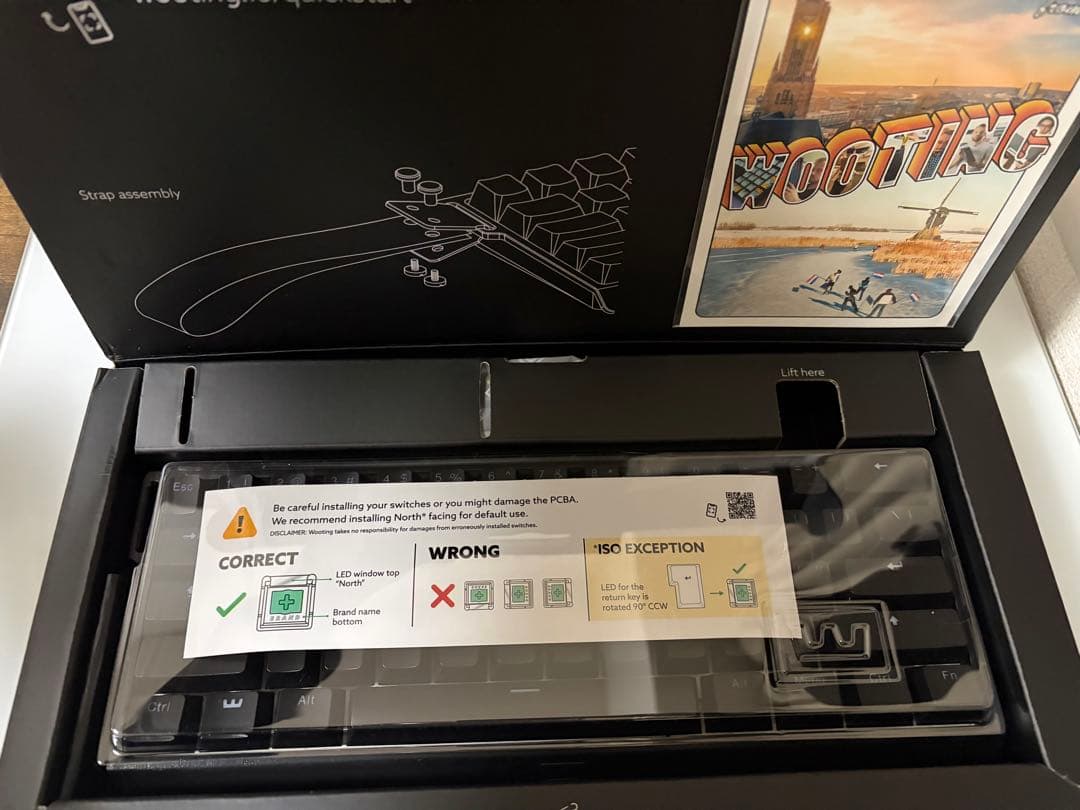 Strap assembly
WOOTING
Lift here
Esc
Be careful installing your switches or you might damage the PCBA.
We recommend installing North* facing for default use.
DISCLAIMER: Wooting takes no responsibility for damages from erroneously installed switches.
CORRECT
LED window top
"North"
Brand name
bottom
BRAND
WRONG
*ISO EXCEPTION
LED for the
return key is
rotated 90° CCW
Ctrl
Alt
Ctrl
Fn